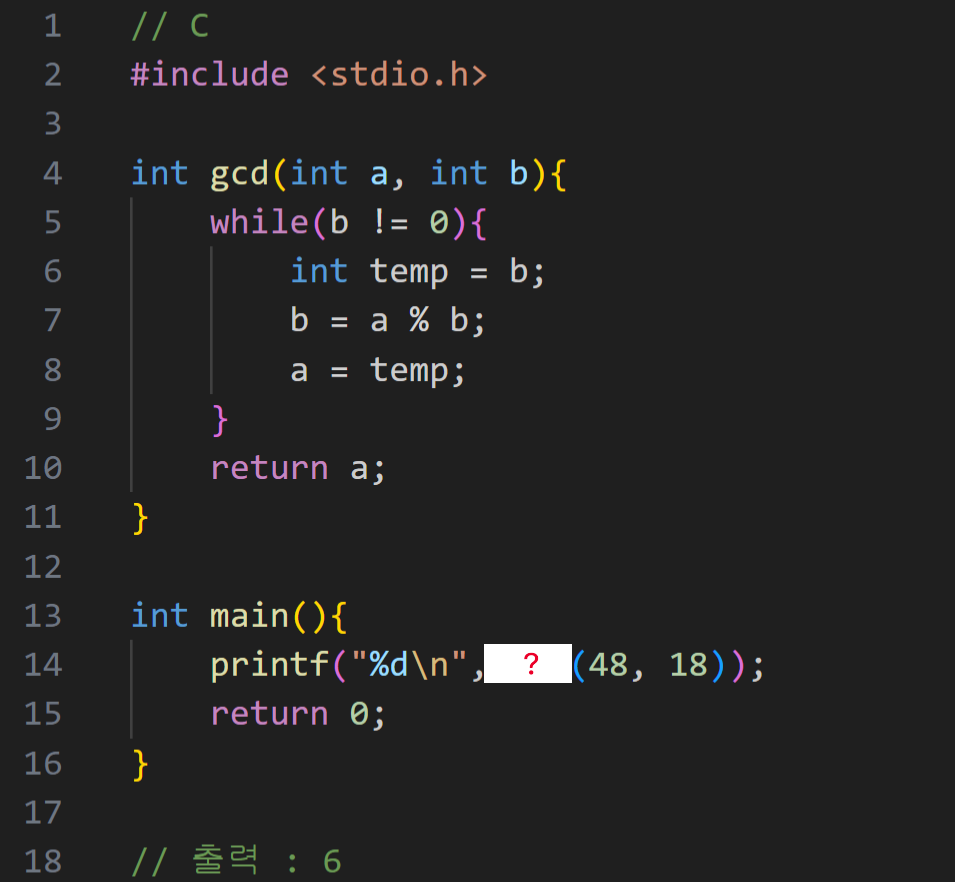 1 // C
2 #include <stdio.h>
3
4 int gcd(int a, int b){
5     while(b != 0){
6         int temp = b;
7         b = a % b;
8         a = temp;
9     }
10     return a;
11 }
12
13 int main(){
14     printf("%d\n", ? (48, 18));
15     return 0;
16 }
17
18 // 출력 : 6